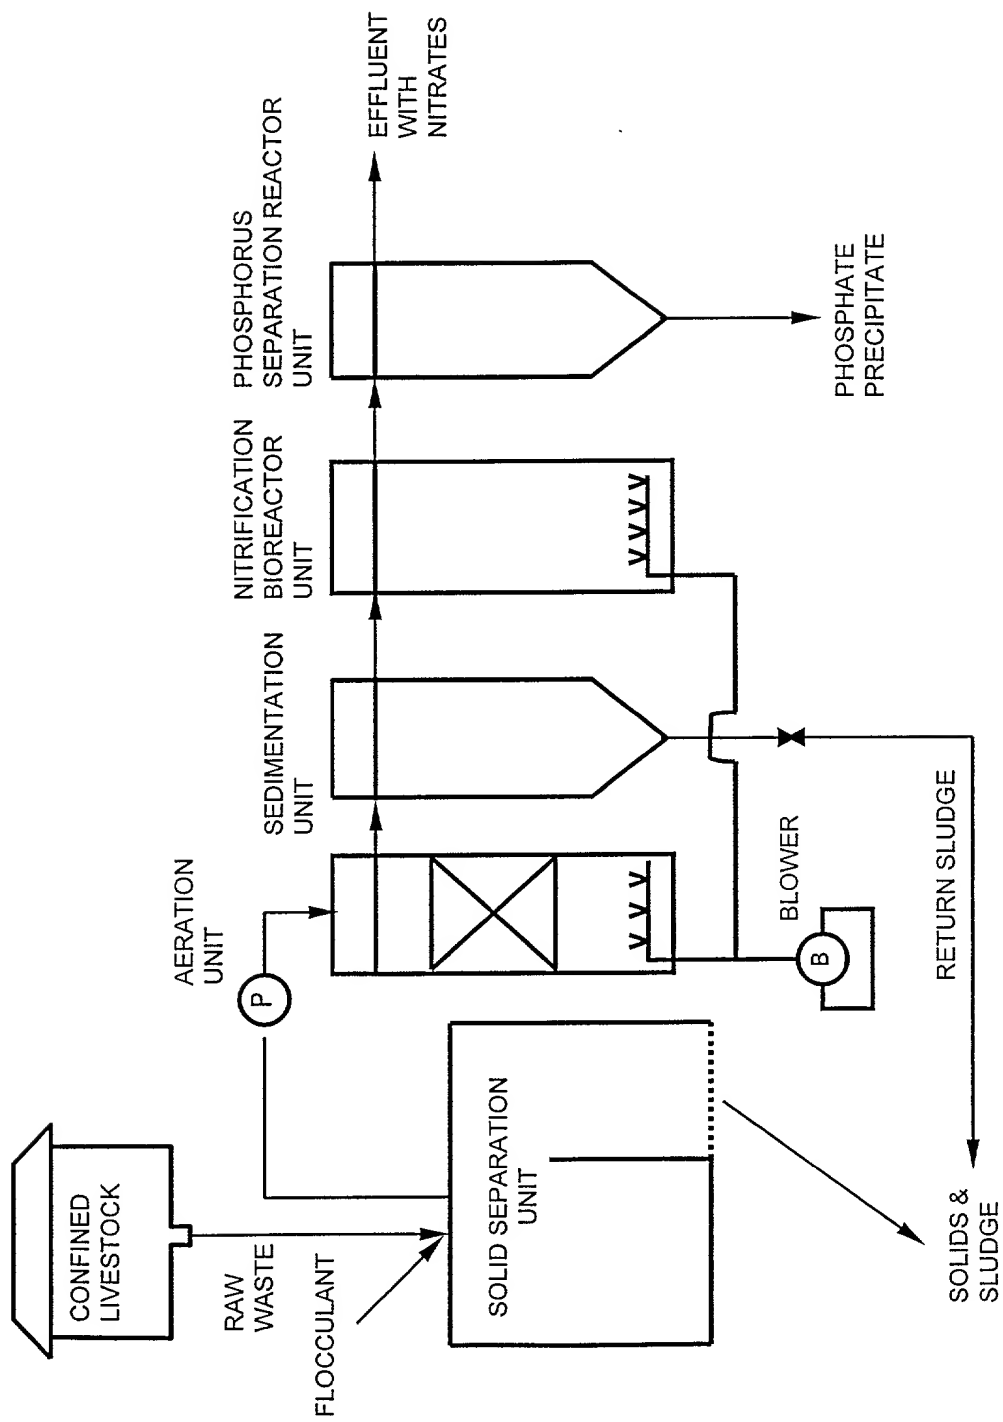 CONFINED
LIVESTOCK
RAW
WASTE
FLOCCULANT
SOLID SEPARATION
UNIT
SOLIDS &
SLUDGE
P
AERATION
UNIT
BLOWER
B
RETURN SLUDGE
SEDIMENTATION
UNIT
NITRIFICATION
BIOREACTOR
UNIT
PHOSPHORUS
SEPARATION REACTOR
UNIT
PHOSPHATE
PRECIPITATE
EFFLUENT
WITH
NITRATES